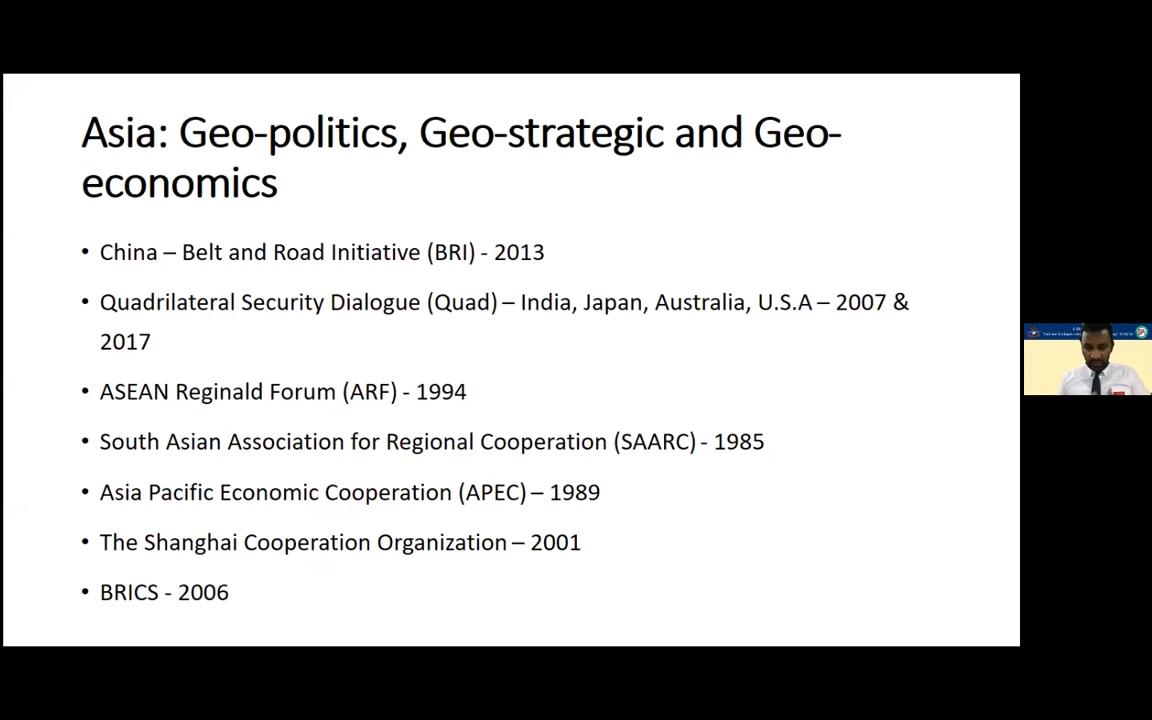 Asia: Geo-politics, Geo-strategic and Geo-
economics
• China – Belt and Road Initiative (BRI) - 2013
• Quadrilateral Security Dialogue (Quad) – India, Japan, Australia, U.S.A – 2007 &
2017
• ASEAN Reginald Forum (ARF) - 1994
• South Asian Association for Regional Cooperation (SAARC) - 1985
• Asia Pacific Economic Cooperation (APEC) – 1989
• The Shanghai Cooperation Organization – 2001
• BRICS - 2006